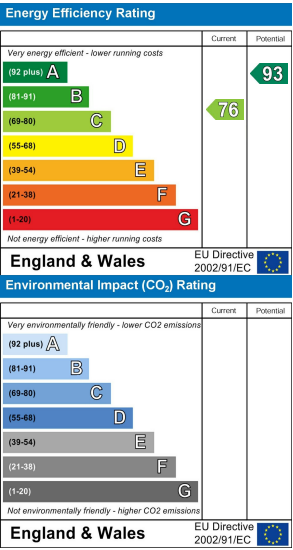 Energy Efficiency Rating
Current Potential
Very energy efficient - lower running costs
(92 plus) A
(81-91) B
(69-80) C
(55-68) D
(39-54) E
(21-38) F
(1-20) G
76
93
Not energy efficient - higher running costs
England & Wales
EU Directive
2002/91/EC
Environmental Impact (CO₂) Rating
Current Potential
Very environmentally friendly - lower CO2 emissions
(92 plus) A
(81-91) B
(69-80) C
(55-68) D
(39-54) E
(21-38) F
(1-20) G
Not environmentally friendly - higher CO2 emissions
England & Wales
EU Directive
2002/91/EC